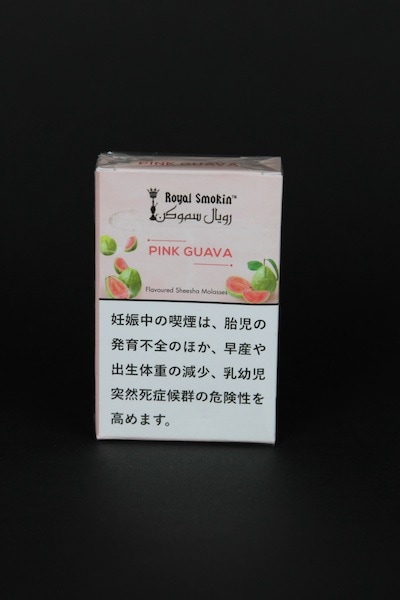 PINK GUAVA
Royal Smokin™
رويال سموكن
PINK GUAVA
Flavoured Sheesha Molasses
妊娠中の喫煙は、胎児の
発育不全のほか、早産や
出生体重の減少、乳幼児
突然死症候群の危険性を
高めます。